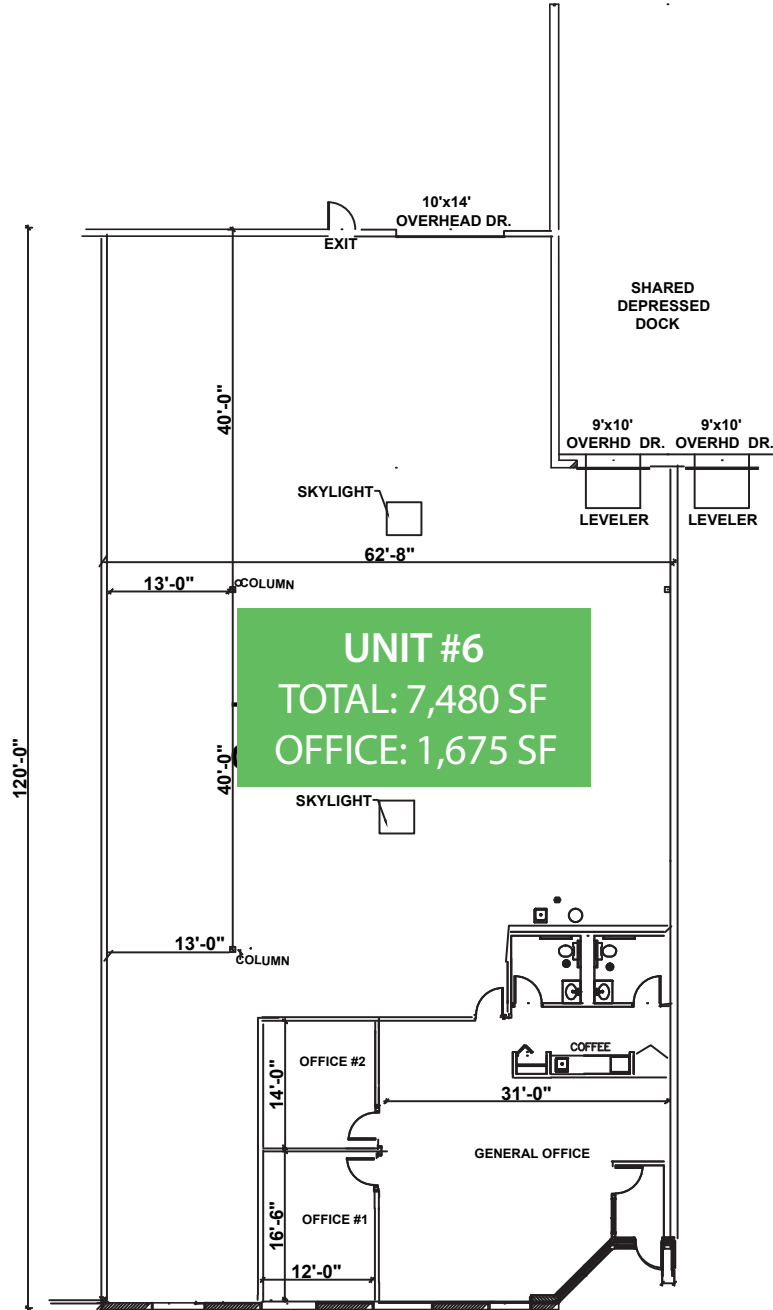 10'x14'
OVERHEAD DR.
EXIT
SHARED
DEPRESSED
DOCK
40'-0"
9'x10'
OVERHD DR.
9'x10'
OVERHD DR.
SKYLIGHT
LEVELER
LEVELER
62'-8"
13'-0"
COLUMN
UNIT #6
TOTAL: 7,480 SF
OFFICE: 1,675 SF
120'-0"
40'-0"
SKYLIGHT
13'-0"
COLUMN
COFFEE
OFFICE #2
14'-0"
31'-0"
GENERAL OFFICE
OFFICE #1
16'-6"
12'-0"